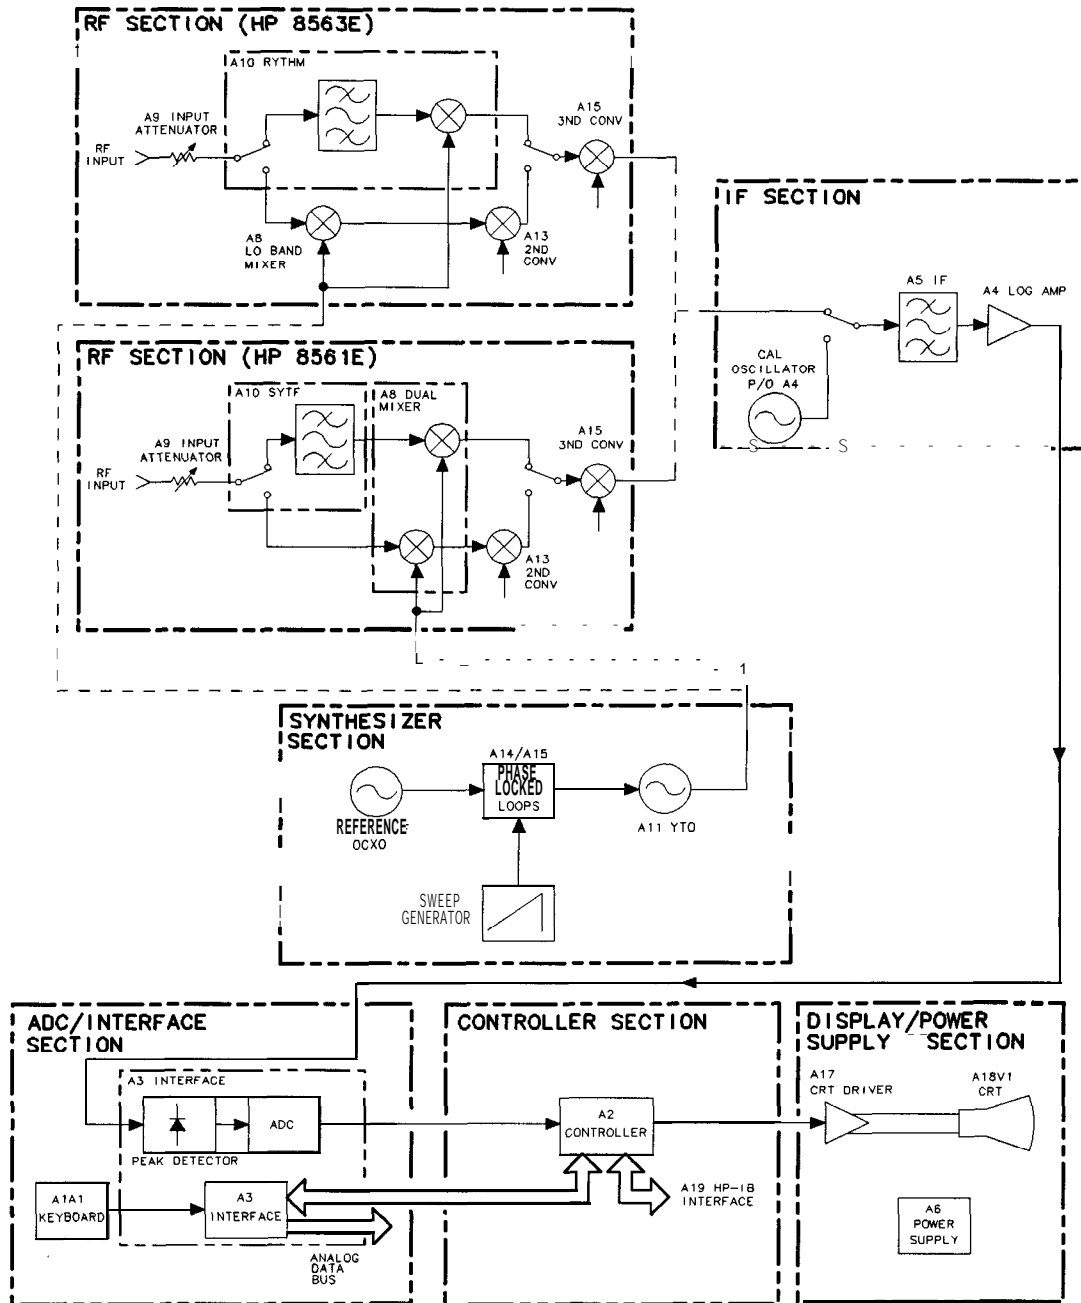 RF SECTION (HP 8563E)
A10 RYTHM
A9 INPUT
ATTENUATOR
RF
INPUT
A8
LO BAND
MIXER
A13
2ND
CONV
A15
3ND CONV
IF SECTION
A5 IF
A4 LOG AMP
CAL
OSCILLATOR
P/O A4
S
S
RF SECTION (HP 8561E)
A10 SYTF
A8 DUAL
MIXER
A9 INPUT
ATTENUATOR
RF
INPUT
A15
3ND CONV
A13
2ND
CONV
1
SYNTHESIZER
SECTION
A14/A15
PHASE
LOCKED
LOOPS
REFERENCE
OCXO
A11 YTO
SWEEP
GENERATOR
ADC/INTERFACE
SECTION
A3 INTERFACE
ADC
PEAK DETECTOR
A1A1
KEYBOARD
A3
INTERFACE
ANALOG
DATA
BUS
CONTROLLER SECTION
A2
CONTROLLER
A19 HP-IB
INTERFACE
DISPLAY/POWER
SUPPLY SECTION
A17
CRT DRIVER
A18V1
CRT
A6
POWER
SUPPLY